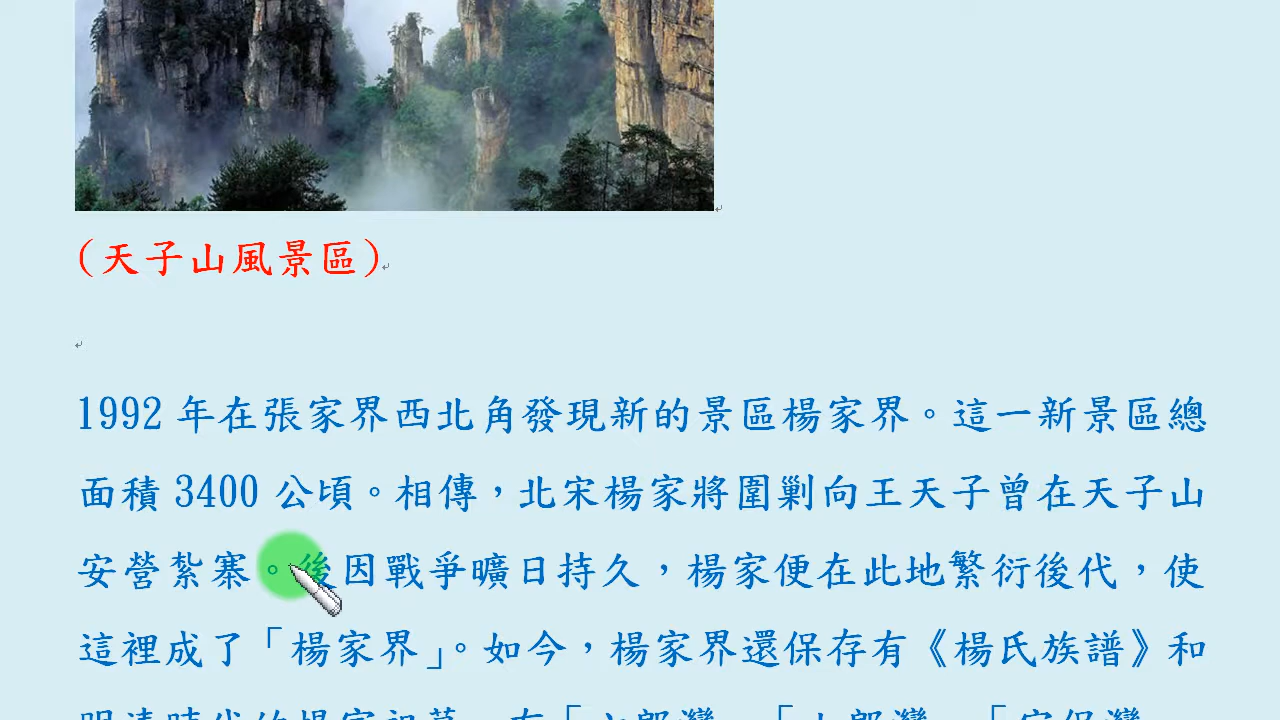 (天子山風景區)
1992 年在張家界西北角發現新的景區楊家界。這一新景區總
面積 3400 公頃。相傳，北宋楊家將圍剿向王天子曾在天子山
安營紮寨。後因戰爭曠日持久，楊家便在此地繁衍後代，使
這裡成了「楊家界」。如今，楊家界還保存有《楊氏族譜》和